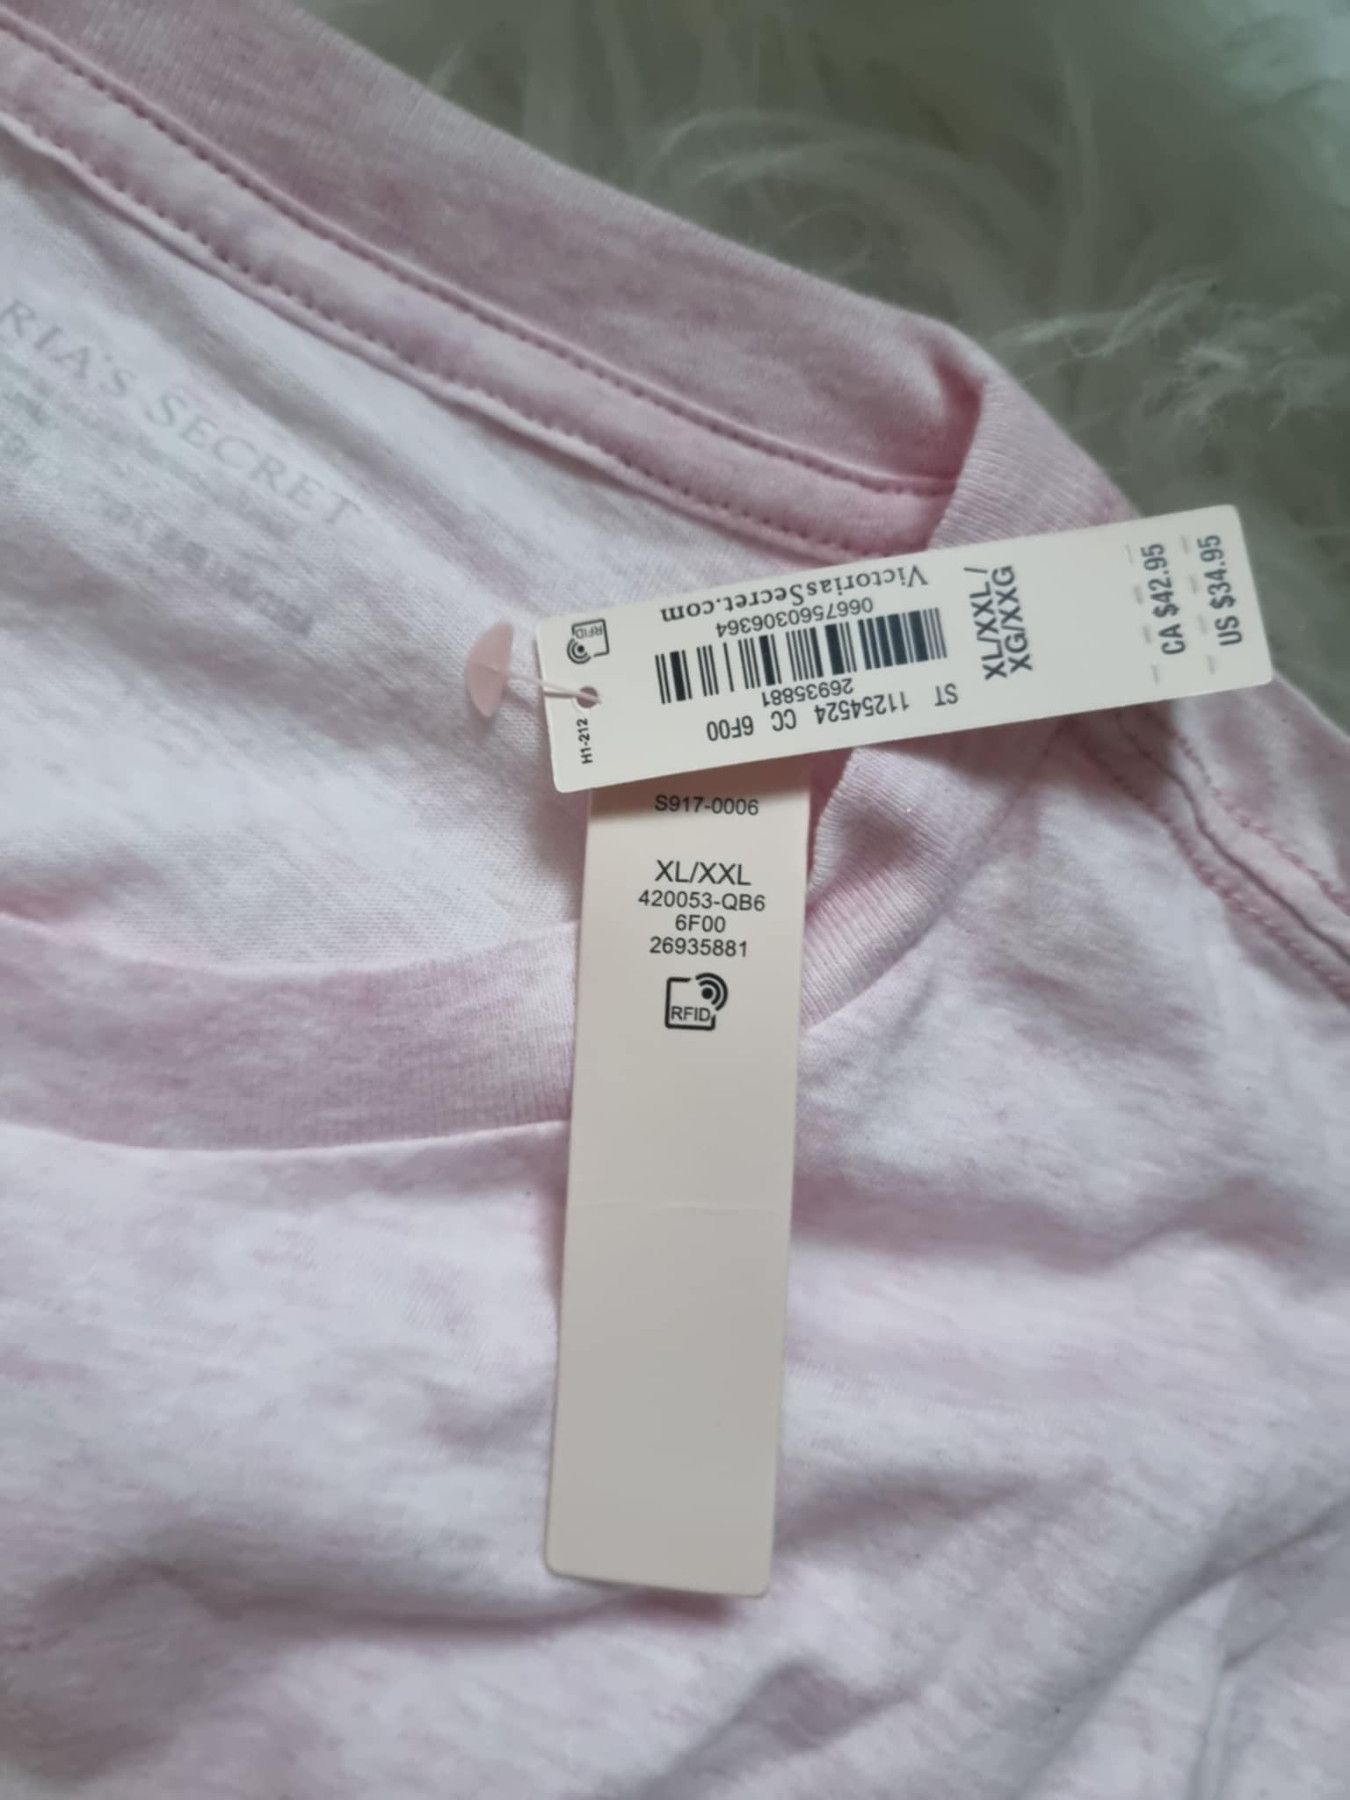 RIA'S SECRET
RFID
H1-212
VictoriasSecret.com
0667560306364
26935881
ST 11254524 CC 6F00
XL/XXL/
XG/XXG
CA $42.95
US $34.95
S917-0006
XL/XXL
420053-QB6
6F00
26935881
RFID